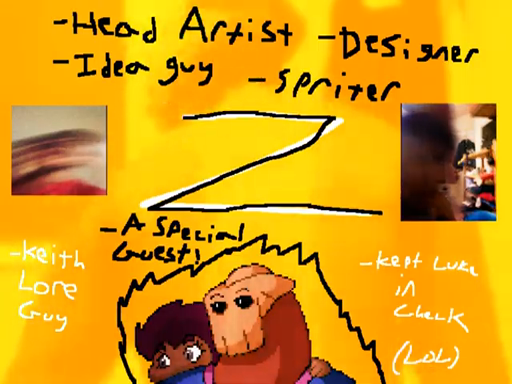 -Head Artist -Designer
-Idea guy -Spriter
Z
-A Special
Guest!
-Keith
Lore
Guy
-Kept Luke
in
Check
(LOL)